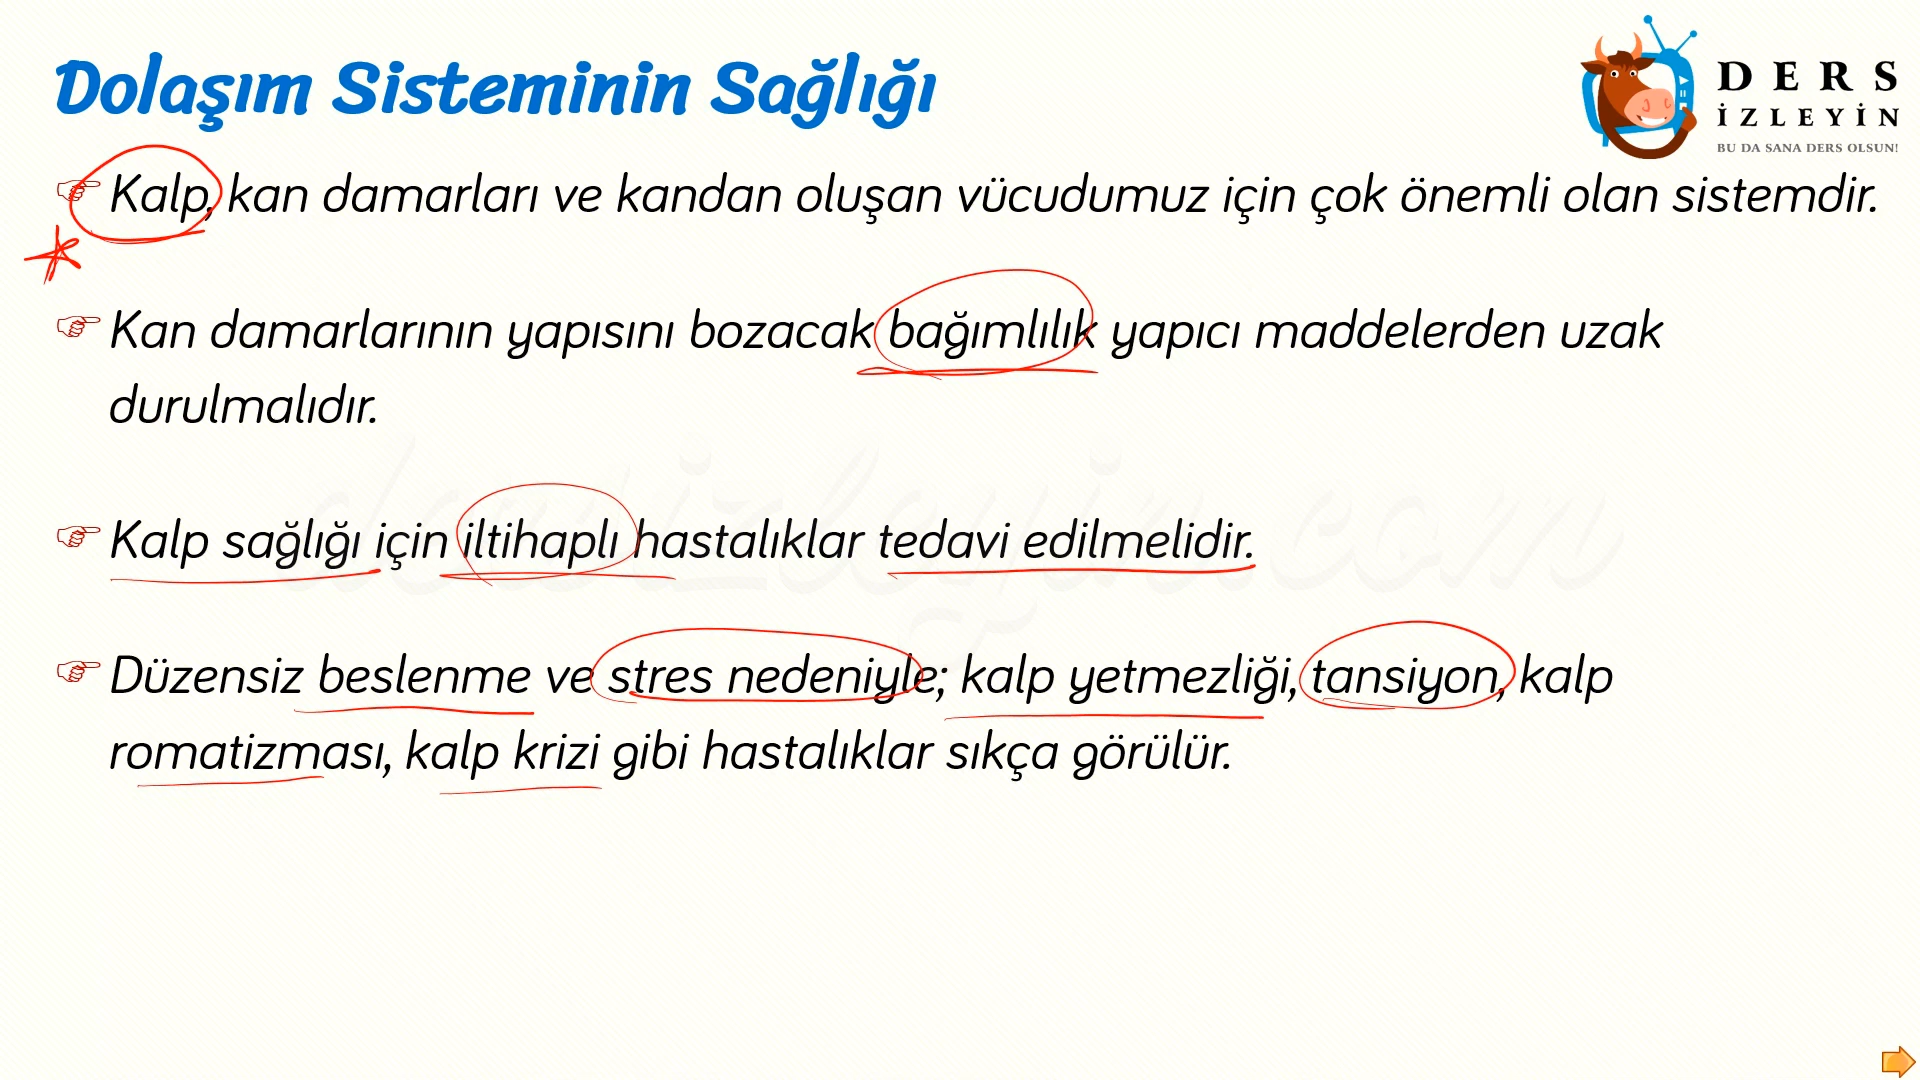 Dolaşım Sisteminin Sağlığı
DERS
İZLEYİN
BU DA SANA DERS OLSUN!
Kalp, kan damarları ve kandan oluşan vücudumuz için çok önemli olan sistemdir.
Kan damarlarının yapısını bozacak bağımlılık yapıcı maddelerden uzak
durulmalıdır.
dersizleyin.com
Kalp sağlığı için iltihaplı hastalıklar tedavi edilmelidir.
Düzensiz beslenme ve stres nedeniyle; kalp yetmezliği, tansiyon, kalp
romatizması, kalp krizi gibi hastalıklar sıkça görülür.